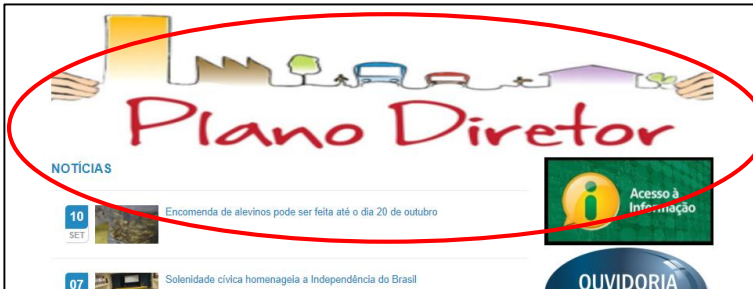 Plano Diretor
NOTÍCIAS
10
SET
Encomenda de alevinos pode ser feita até o dia 20 de outubro
Acesso à
Informação
07
Solenidade cívica homenageia a Independência do Brasil
OUVIDORIA